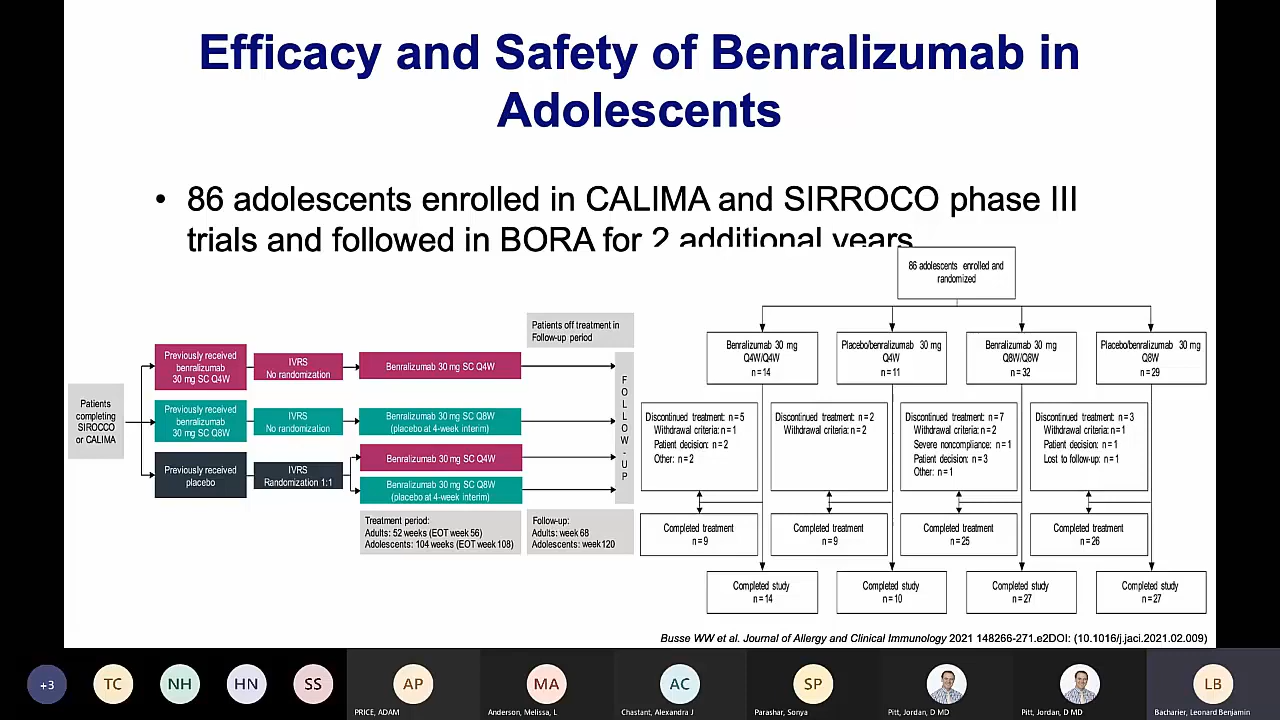 Efficacy and Safety of Benralizumab in
Adolescents
• 86 adolescents enrolled in CALIMA and SIRROCO phase III
trials and followed in BORA for 2 additional years
Patients
completing
SIROCCO
or CALIMA
Previously received
benralizumab
30 mg SC Q4W
IVRS
No randomization
Benralizumab 30 mg SC Q4W
Previously received
benralizumab
30 mg SC Q8W
IVRS
No randomization
Benralizumab 30 mg SC Q8W
(placebo at 4-week interim)
Previously received
placebo
IVRS
Randomization 1:1
Benralizumab 30 mg SC Q4W
Benralizumab 30 mg SC Q8W
(placebo at 4-week interim)
Patients off treatment in
Follow-up period
F
O
L
L
O
W
-
U
P
Treatment period:
Adults: 52 weeks (EOT week 56)
Adolescents: 104 weeks (EOT week 108)
Follow-up:
Adults: week 68
Adolescents: week 120
86 adolescents enrolled and
randomized
Benralizumab 30 mg
Q4W/Q4W
n = 14
Placebo/benralizumab 30 mg
Q4W
n = 11
Benralizumab 30 mg
Q8W/Q8W
n = 32
Placebo/benralizumab 30 mg
Q8W
n = 29
Discontinued treatment: n = 5
Withdrawal criteria: n = 1
Patient decision: n = 2
Other: n = 2
Discontinued treatment: n = 2
Withdrawal criteria: n = 2
Discontinued treatment: n = 7
Withdrawal criteria: n = 2
Severe noncompliance: n = 1
Patient decision: n = 3
Other: n = 1
Discontinued treatment: n = 3
Withdrawal criteria: n = 1
Patient decision: n = 1
Lost to follow-up: n = 1
Completed treatment
n = 9
Completed treatment
n = 9
Completed treatment
n = 25
Completed treatment
n = 26
Completed study
n = 14
Completed study
n = 10
Completed study
n = 27
Completed study
n = 27
Busse WW et al. Journal of Allergy and Clinical Immunology 2021 148266-271.e2DOI: (10.1016/j.jaci.2021.02.009)
+3
TC
NH
HN
SS
AP
PRICE, ADAM
MA
Anderson, Melissa, L
AC
Chastant, Alexandra J
SP
Parashar, Sonya
Pitt, Jordan, D MD
Pitt, Jordan, D MD
LB
Bacharier, Leonard Benjamin